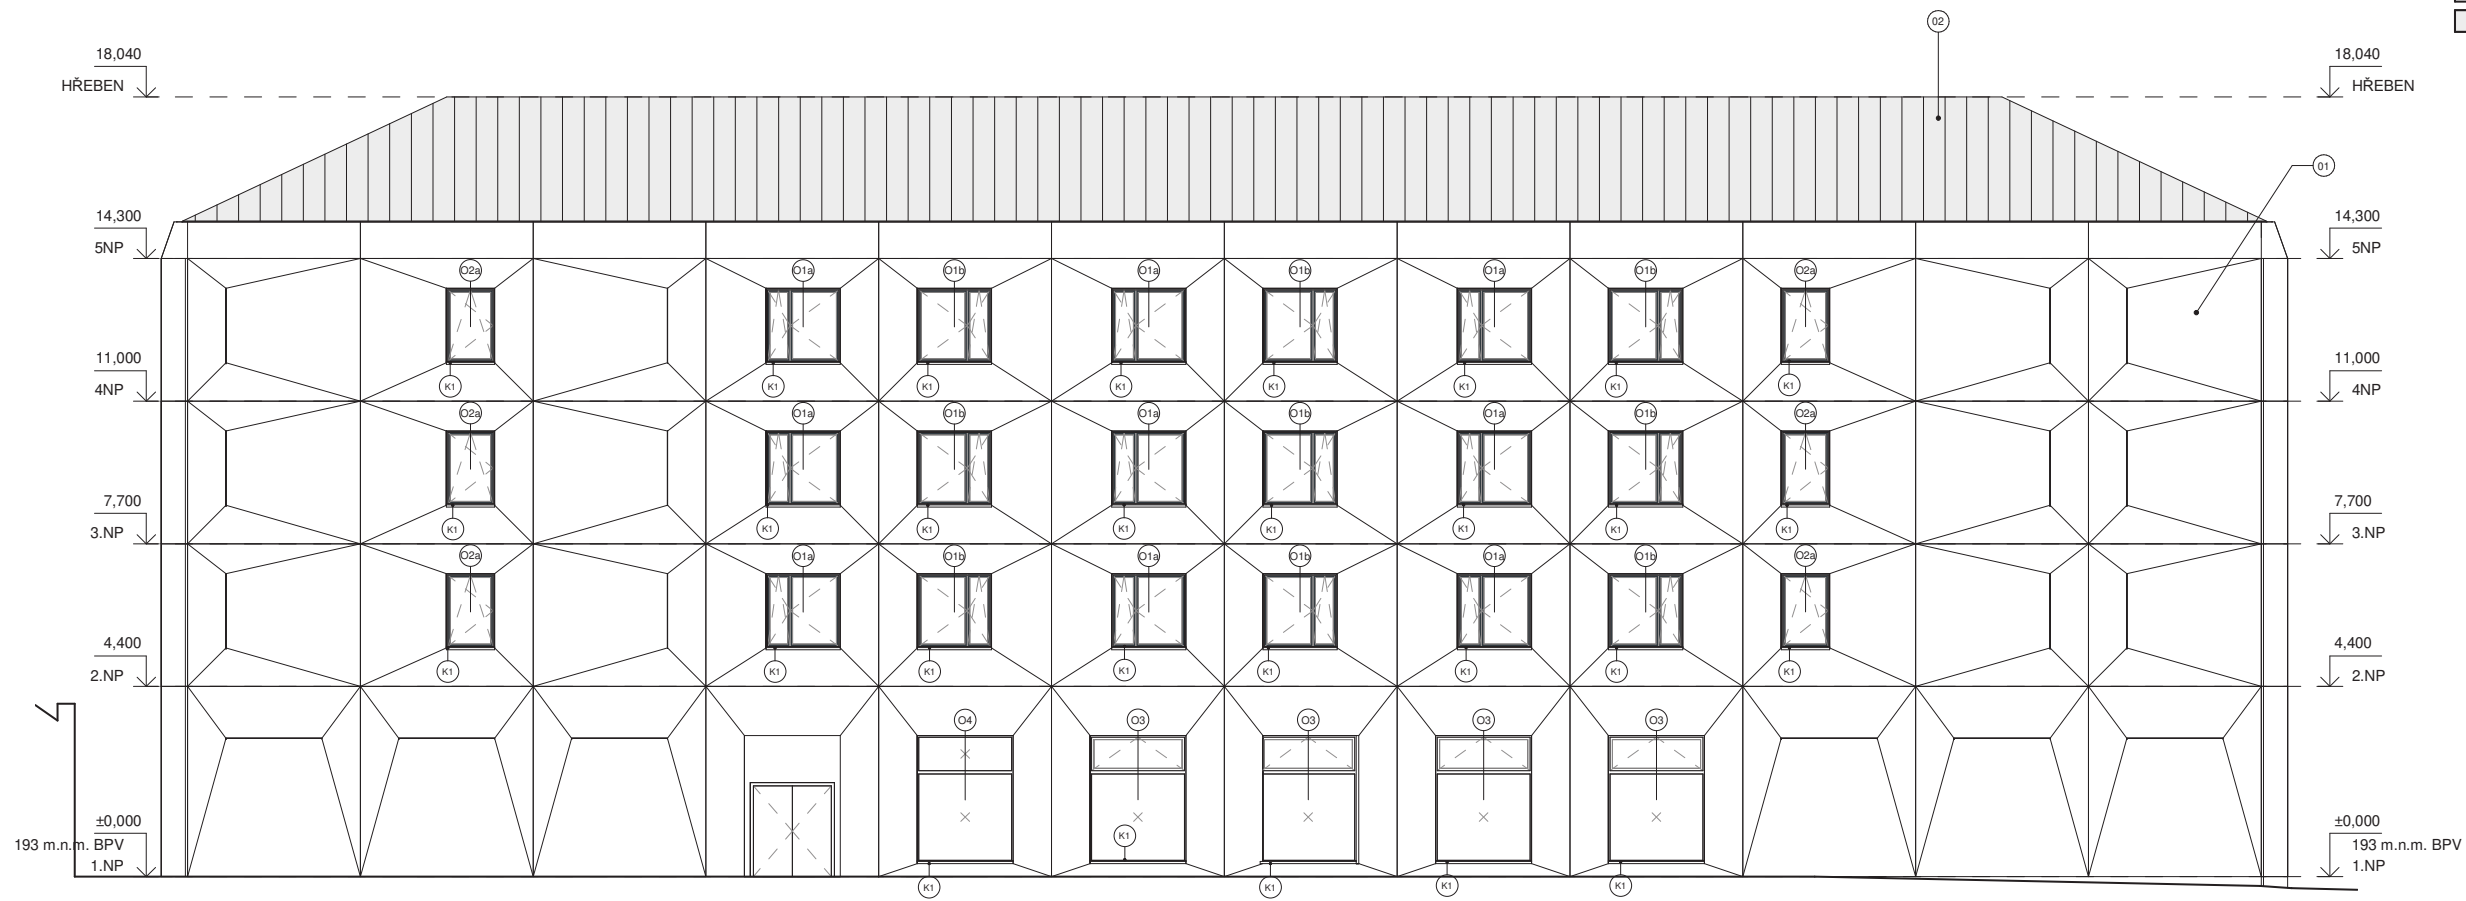 02
18,040
HŘEBEN
18,040
HŘEBEN
01
14,300
5NP
14,300
5NP
O2a
O1a
O1b
O1a
O1b
O1a
O1b
O2a
11,000
4NP
11,000
4NP
K1
K1
K1
K1
K1
K1
K1
K1
O2a
O1a
O1b
O1a
O1b
O1a
O1b
O2a
7,700
3.NP
7,700
3.NP
K1
K1
K1
K1
K1
K1
K1
K1
O2a
O1a
O1b
O1a
O1b
O1a
O1b
O2a
4,400
2.NP
4,400
2.NP
K1
K1
K1
K1
K1
K1
K1
K1
O4
O3
O3
O3
O3
±0,000
193 m.n.m. BPV
1.NP
±0,000
193 m.n.m. BPV
1.NP
K1
K1
K1
K1
K1